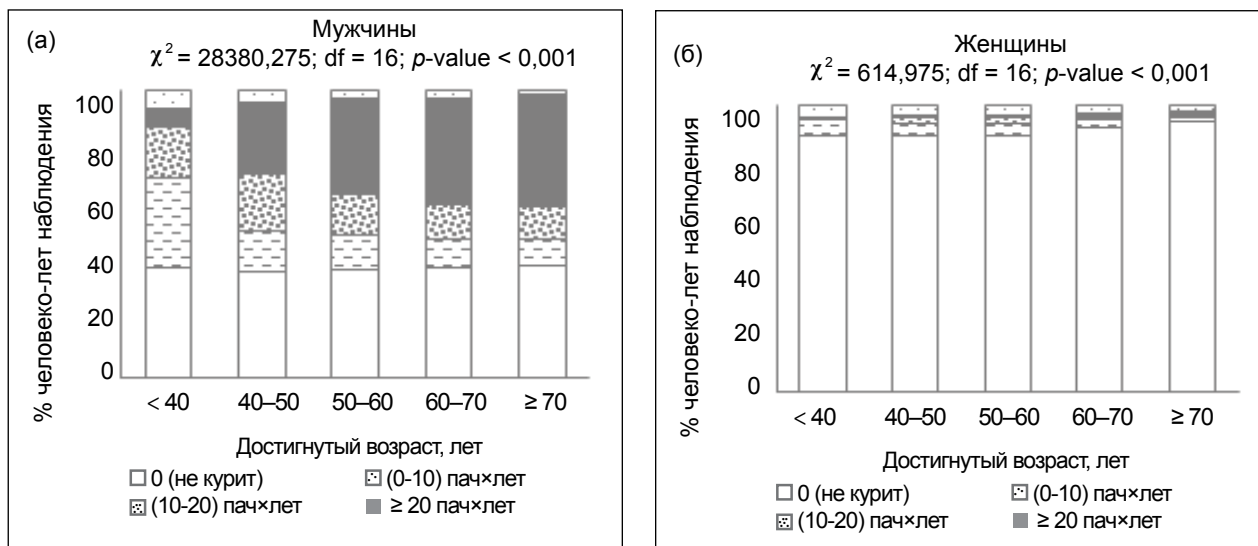 (а)
Мужчины
χ² = 28380,275; df = 16; p-value < 0,001
% человеко-лет наблюдения
100
80
60
40
20
0
< 40 40–50 50–60 60–70 ≥ 70
Достигнутый возраст, лет
0 (не курит) (0-10) пач×лет
(10-20) пач×лет ≥ 20 пач×лет
(б)
Женщины
χ² = 614,975; df = 16; p-value < 0,001
% человеко-лет наблюдения
100
80
60
40
20
0
< 40 40–50 50–60 60–70 ≥ 70
Достигнутый возраст, лет
0 (не курит) (0-10) пач×лет
(10-20) пач×лет ≥ 20 пач×лет